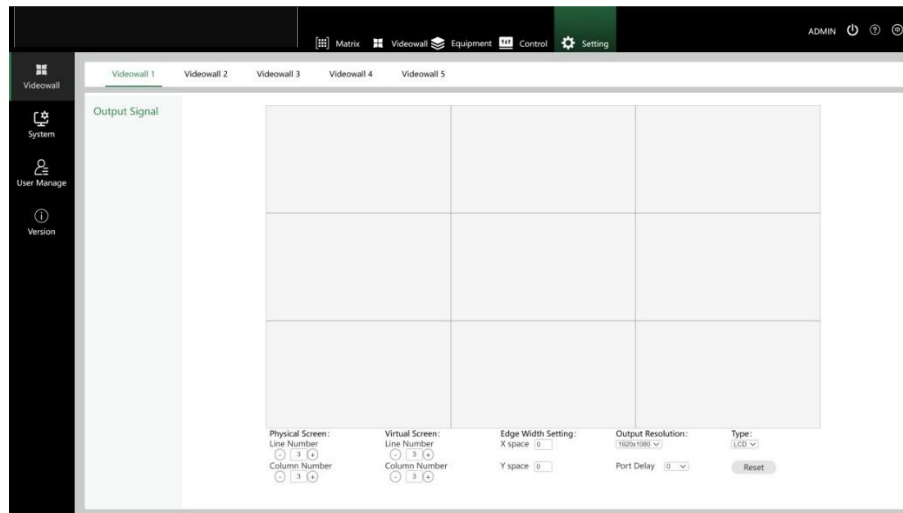 Matrix Videowall Equipment Control Setting ADMIN
Videowall
System
User Manage
Version
Videowall 1 Videowall 2 Videowall 3 Videowall 4 Videowall 5
Output Signal
Physical Screen: Virtual Screen: Edge Width Setting: Output Resolution: Type:
Line Number Line Number X space 0 1920x1080 LCD
- 3 + - 3 +
Column Number Column Number Y space 0 Port Delay 0 Reset
- 3 + - 3 +